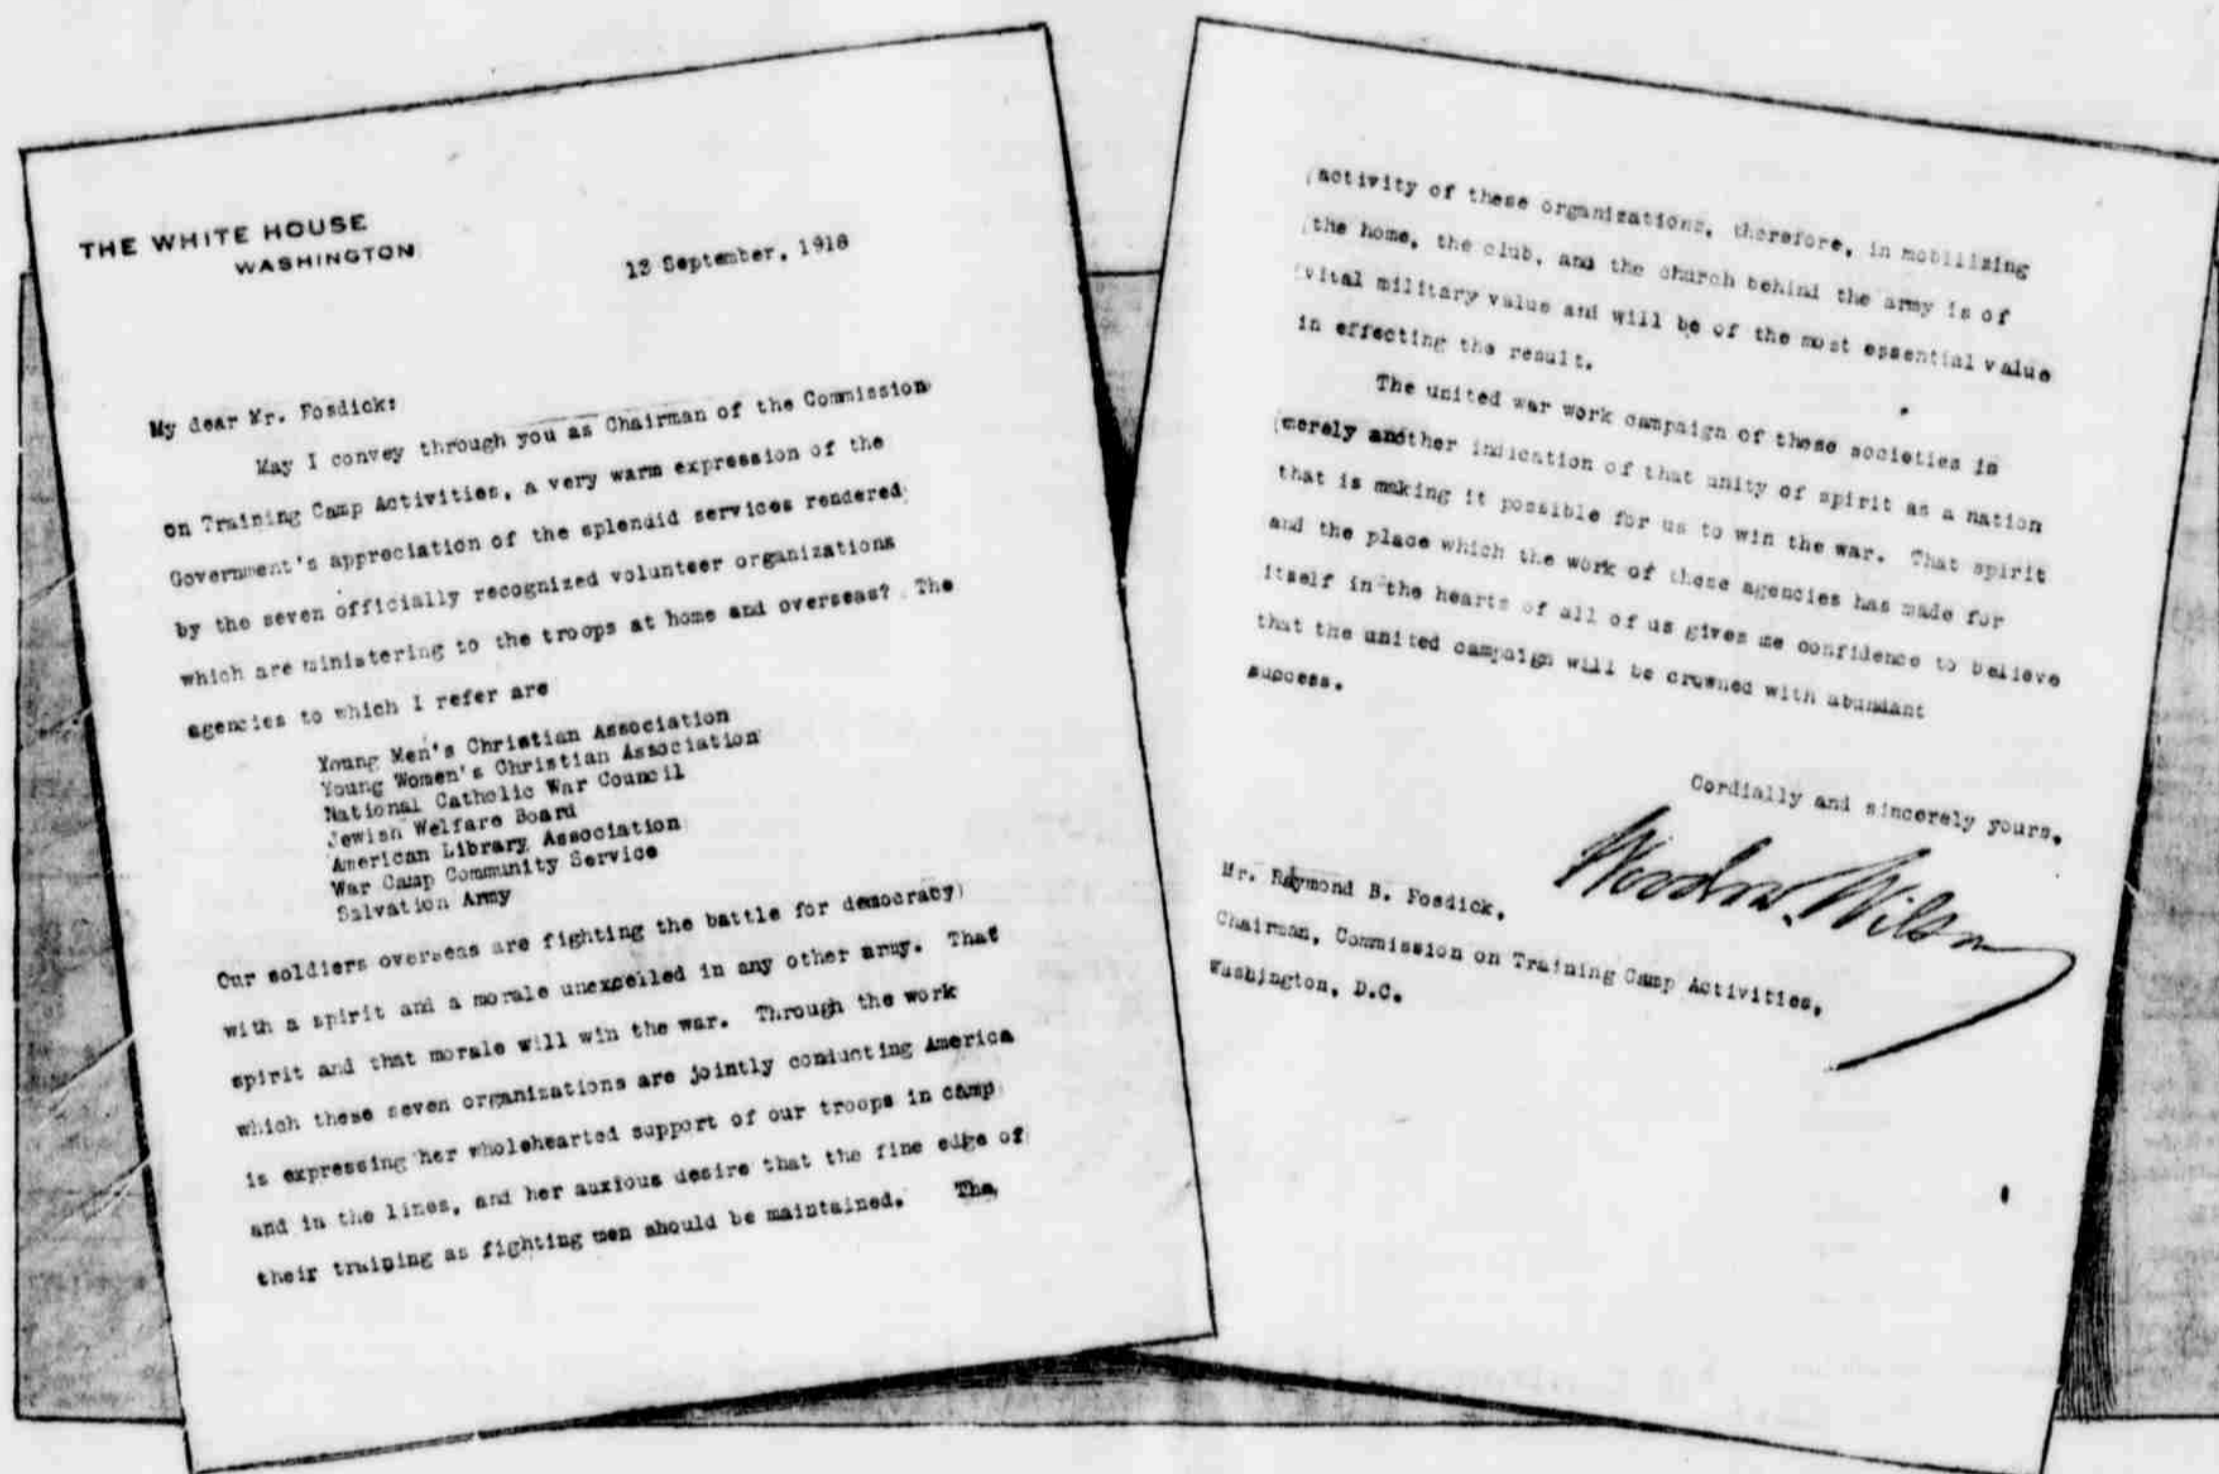 THE WHITE HOUSE
WASHINGTON
13 September, 1918
My dear Mr. Fosdick:
May I convey through you as Chairman of the Commission
on Training Camp Activities, a very warm expression of the
Government's appreciation of the splendid services rendered
by the seven officially recognized volunteer organizations
which are ministering to the troops at home and overseas? The
agencies to which I refer are
Young Men's Christian Association
Young Women's Christian Association
National Catholic War Council
Jewish Welfare Board
American Library Association
War Camp Community Service
Salvation Army
Our soldiers overseas are fighting the battle for democracy
with a spirit and a morale unexcelled in any other army. That
spirit and that morale will win the war. Through the work
which these seven organizations are jointly conducting America
is expressing her wholehearted support of our troops in camp
and in the lines, and her auxious desire that the fine edge of
their training as fighting men should be maintained. The
activity of these organizations, therefore, in mobilizing
the home, the club, and the church behind the army is of
vital military value and will be of the most essential value
in effecting the result.
The united war work campaign of these societies is
merely another indication of that unity of spirit as a nation
that is making it possible for us to win the war. That spirit
and the place which the work of these agencies has made for
itself in the hearts of all of us gives me confidence to believe
that the united campaign will be crowned with abundant
success.
Cordially and sincerely yours,
Woodrow Wilson
Mr. Raymond B. Fosdick,
Chairman, Commission on Training Camp Activities,
Washington, D.C.